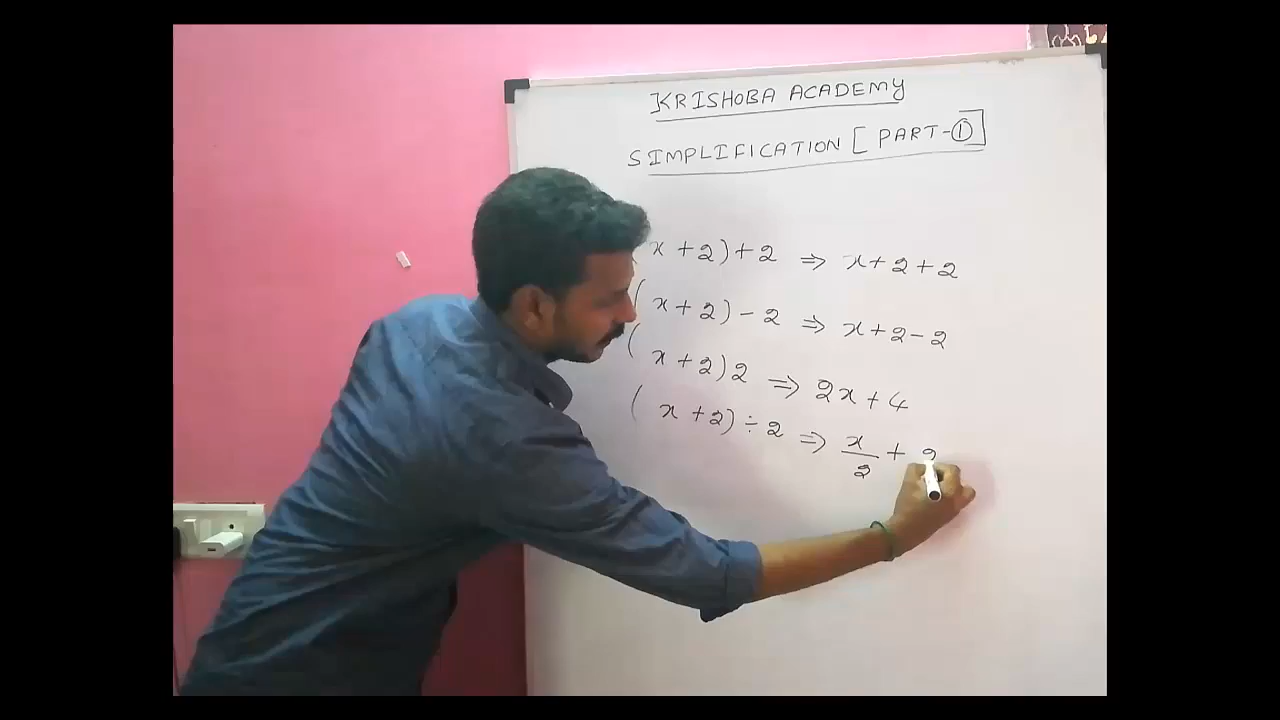 KRISHOBA ACADEMY
SIMPLIFICATION [ PART-① ]
(x+2)+2 ⇒ x+2+2
(x+2)-2 ⇒ x+2-2
(x+2)2 ⇒ 2x+4
(x+2)÷2 ⇒ x/2 + 2